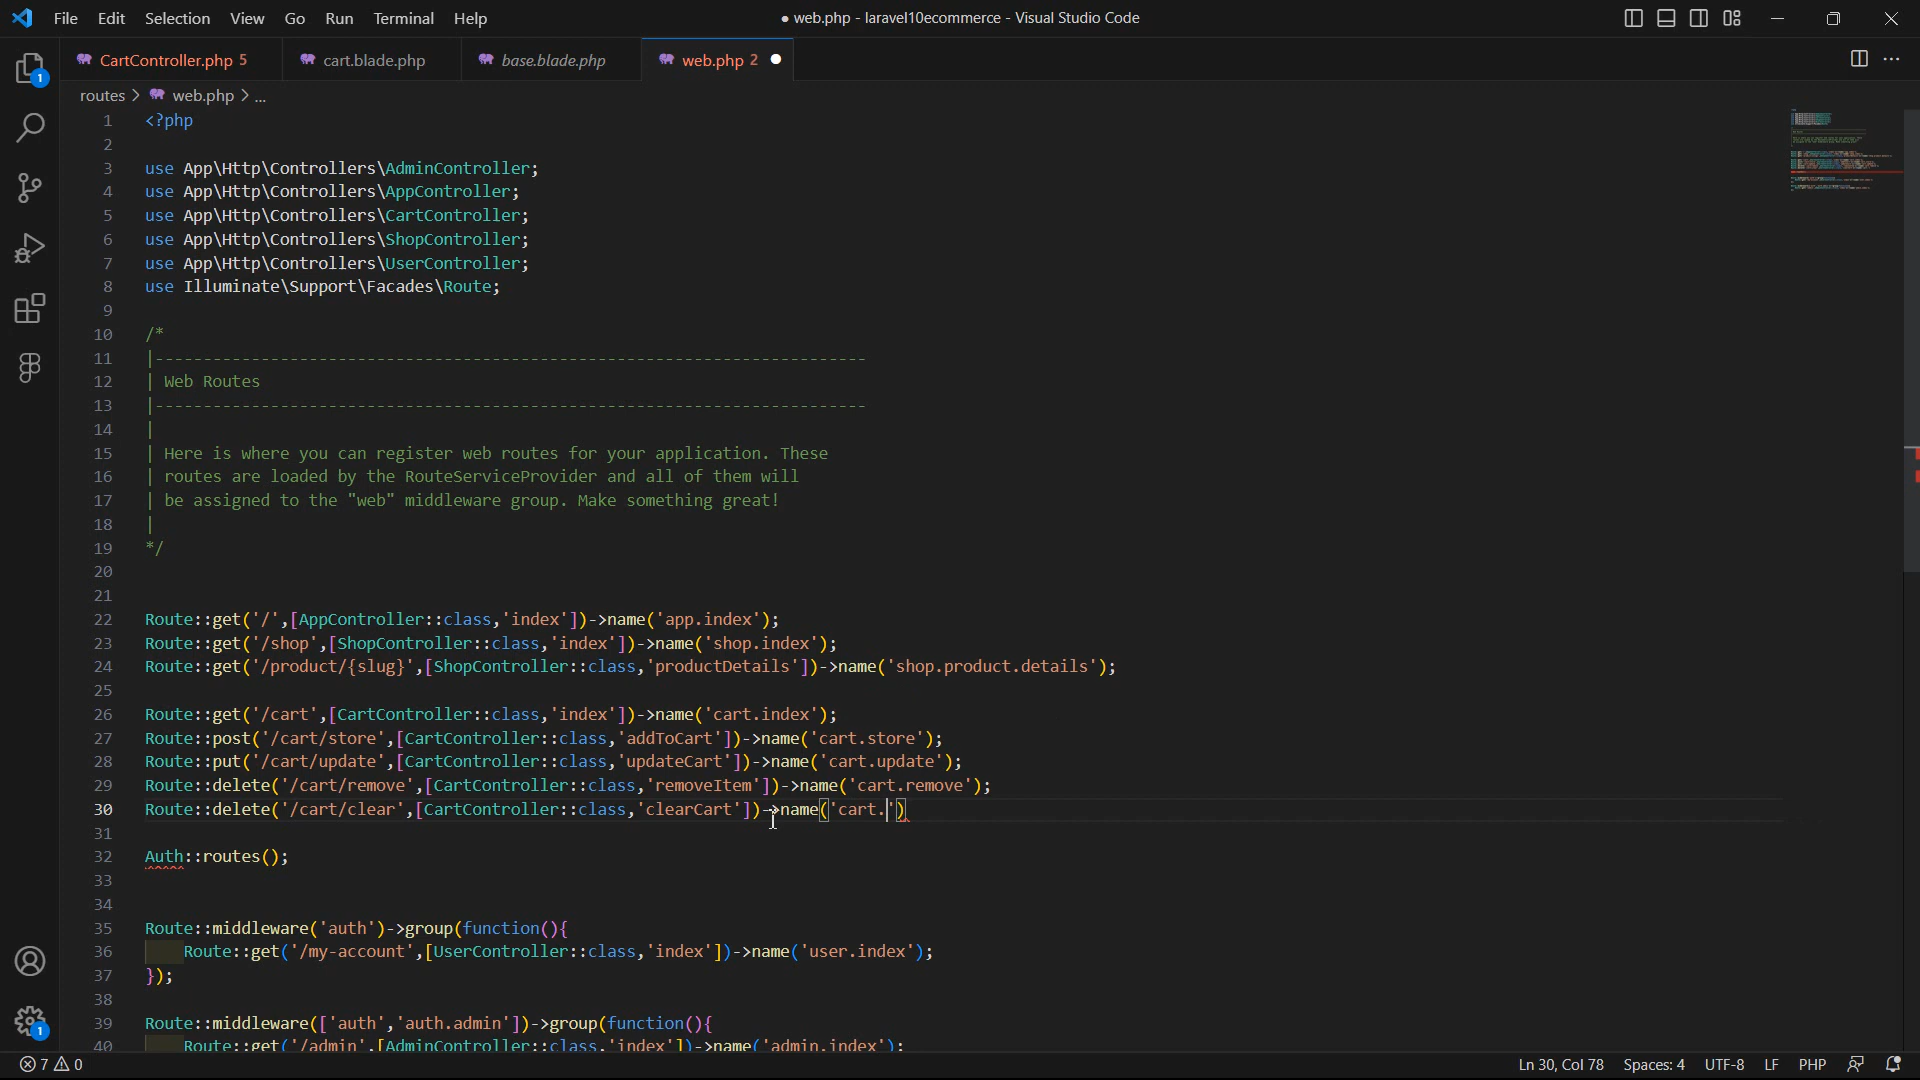 File Edit Selection View Go Run Terminal Help
● web.php - laravel10ecommerce - Visual Studio Code
CartController.php 5
cart.blade.php
base.blade.php
web.php 2
routes > web.php > ...
1 <?php
2
3 use App\Http\Controllers\AdminController;
4 use App\Http\Controllers\AppController;
5 use App\Http\Controllers\CartController;
6 use App\Http\Controllers\ShopController;
7 use App\Http\Controllers\UserController;
8 use Illuminate\Support\Facades\Route;
9
10 /*
11 |--------------------------------------------------------------------------
12 | Web Routes
13 |--------------------------------------------------------------------------
14 |
15 | Here is where you can register web routes for your application. These
16 | routes are loaded by the RouteServiceProvider and all of them will
17 | be assigned to the "web" middleware group. Make something great!
18 |
19 */
20
21
22 Route::get('/',[AppController::class,'index'])->name('app.index');
23 Route::get('/shop',[ShopController::class,'index'])->name('shop.index');
24 Route::get('/product/{slug}',[ShopController::class,'productDetails'])->name('shop.product.details');
25
26 Route::get('/cart',[CartController::class,'index'])->name('cart.index');
27 Route::post('/cart/store',[CartController::class,'addToCart'])->name('cart.store');
28 Route::put('/cart/update',[CartController::class,'updateCart'])->name('cart.update');
29 Route::delete('/cart/remove',[CartController::class,'removeItem'])->name('cart.remove');
30 Route::delete('/cart/clear',[CartController::class,'clearCart'])->name('cart.')
31
32 Auth::routes();
33
34
35 Route::middleware('auth')->group(function(){
36 Route::get('/my-account',[UserController::class,'index'])->name('user.index');
37 });
38
39 Route::middleware(['auth','auth.admin'])->group(function(){
40 Route::get('/admin',[AdminController::class,'index'])->name('admin.index');
1
1
7 0
Ln 30, Col 78 Spaces: 4 UTF-8 LF PHP